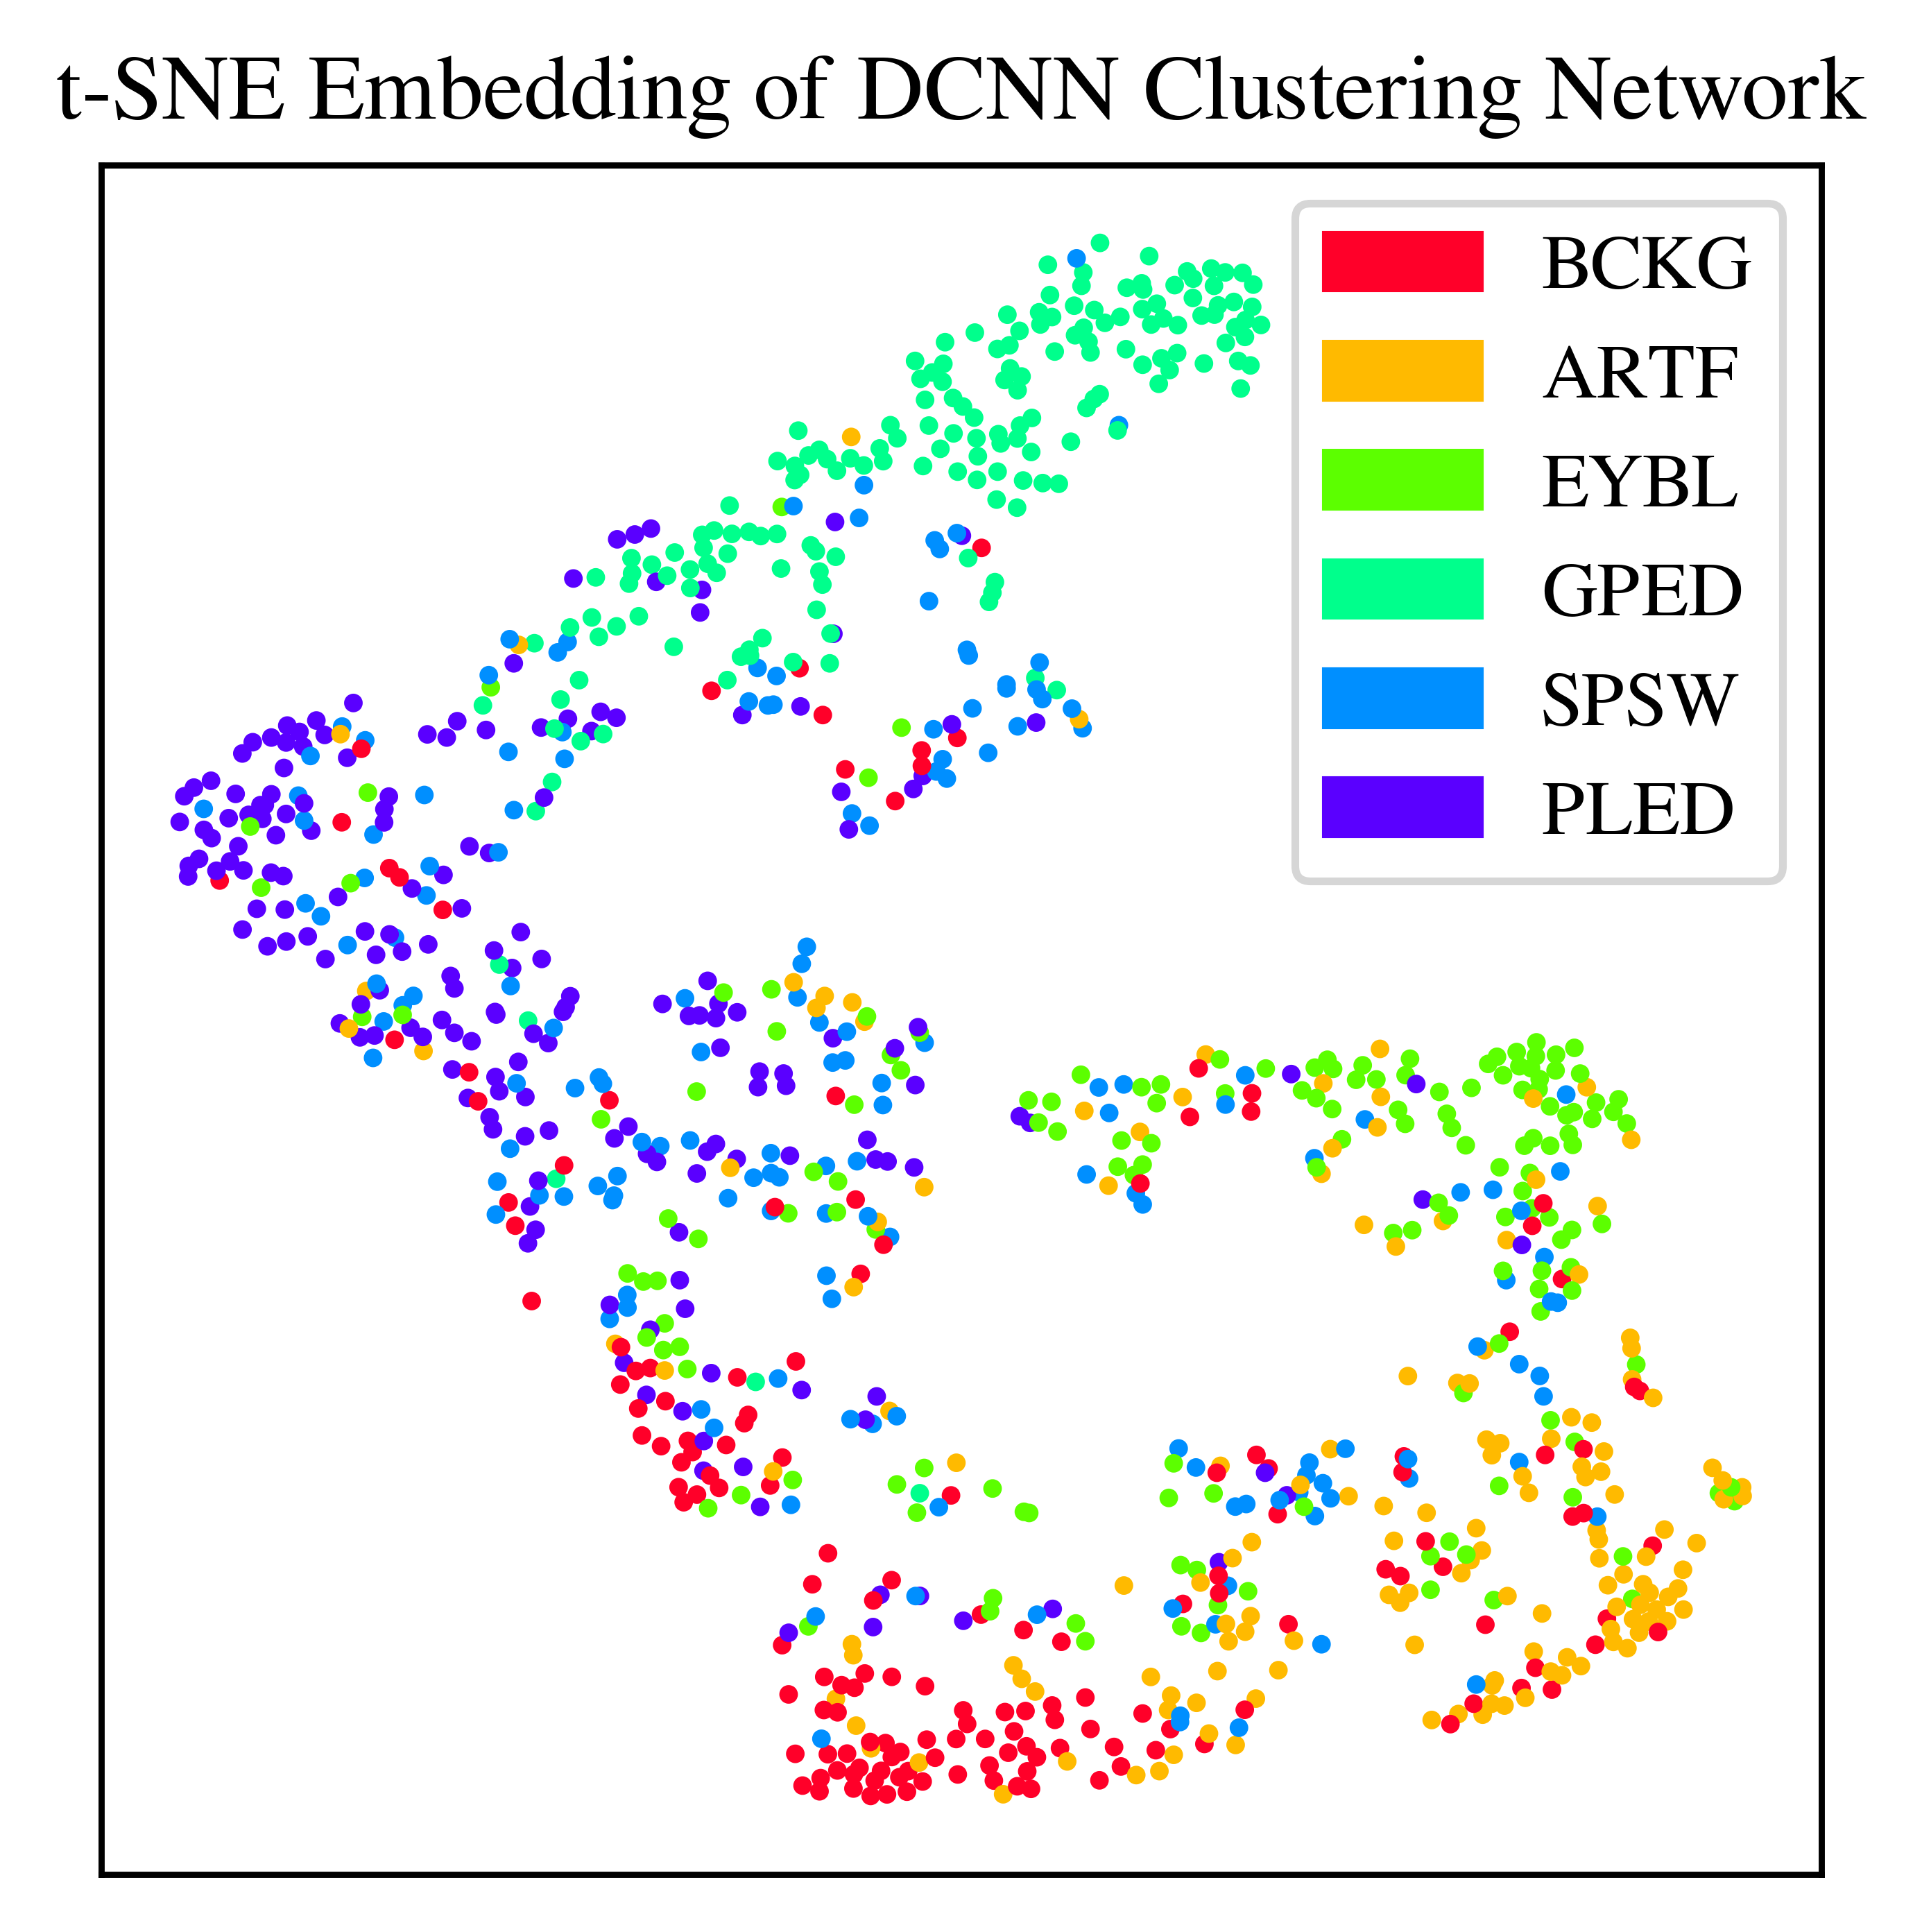 t-SNE Embedding of DCNN Clustering Network
BCKG
ARTF
EYBL
GPED
SPSW
PLED